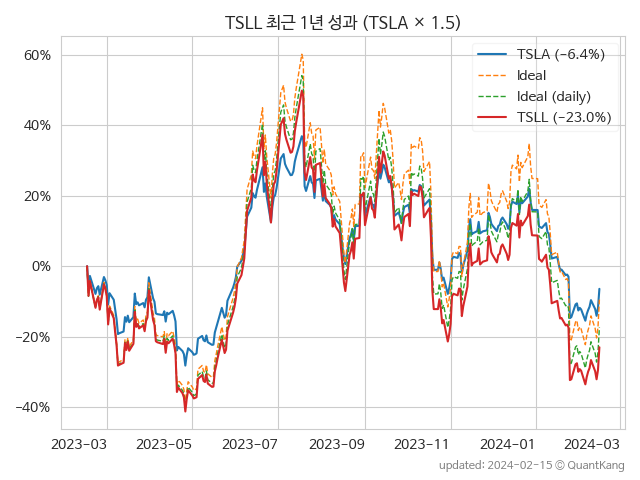 TSLL 최근 1년 성과 (TSLA × 1.5)
TSLA (−6.4%)
Ideal
Ideal (daily)
TSLL (−23.0%)
60%
40%
20%
0%
−20%
−40%
2023-03
2023-05
2023-07
2023-09
2023-11
2024-01
2024-03
updated: 2024-02-15 © QuantKang